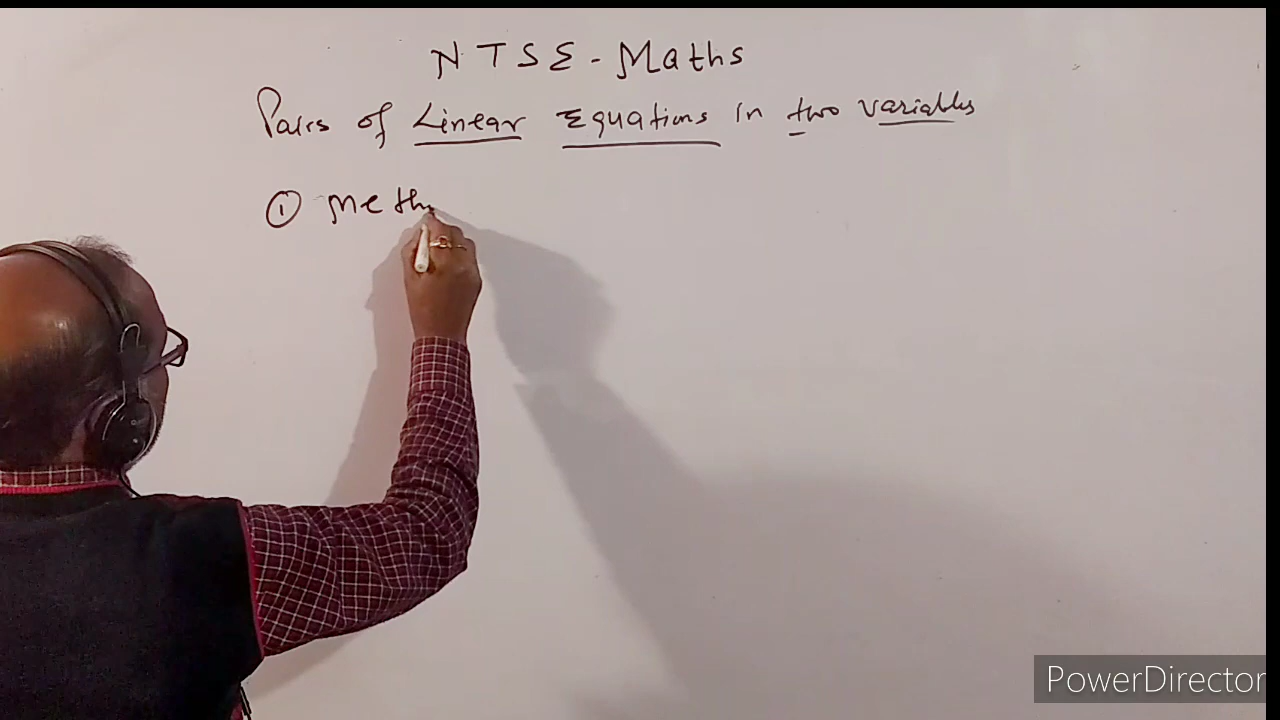 NTSE - Maths
Pairs of Linear Equations in two variables
① Meth
PowerDirector